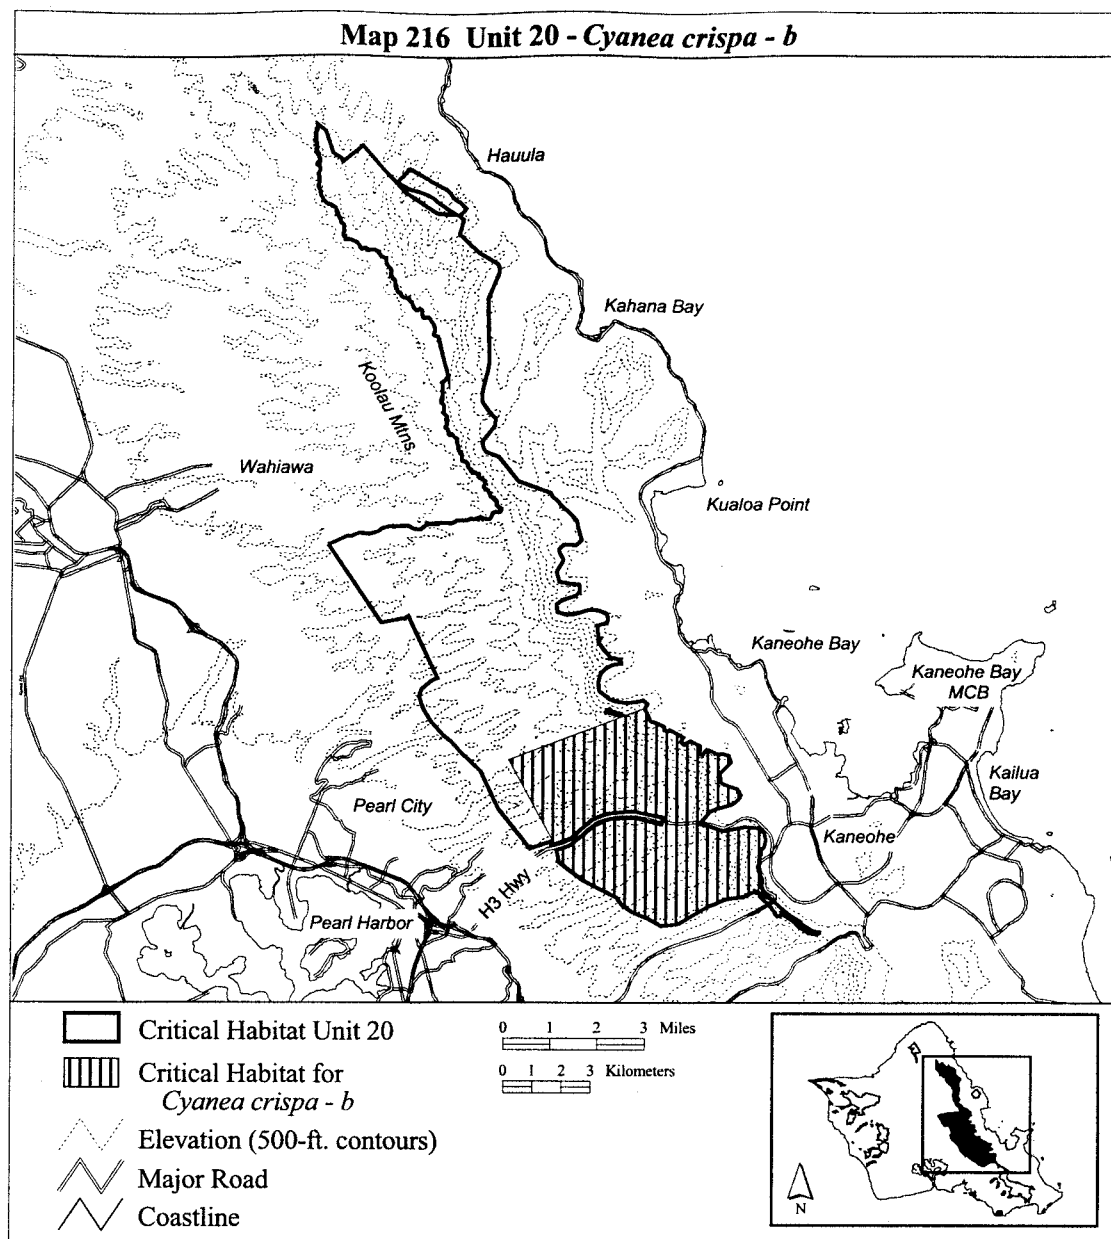 Map 216 Unit 20 - Cyanea crispa - b
Hauula
Kahana Bay
Koolau Mtns.
Wahiawa
Kualoa Point
Kaneohe Bay
Kaneohe Bay
MCB
Kailua
Bay
Pearl City
Kaneohe
H3 Hwy
Pearl Harbor
Critical Habitat Unit 20
Critical Habitat for
Cyanea crispa - b
Elevation (500-ft. contours)
Major Road
Coastline
0 1 2 3 Miles
0 1 2 3 Kilometers
N